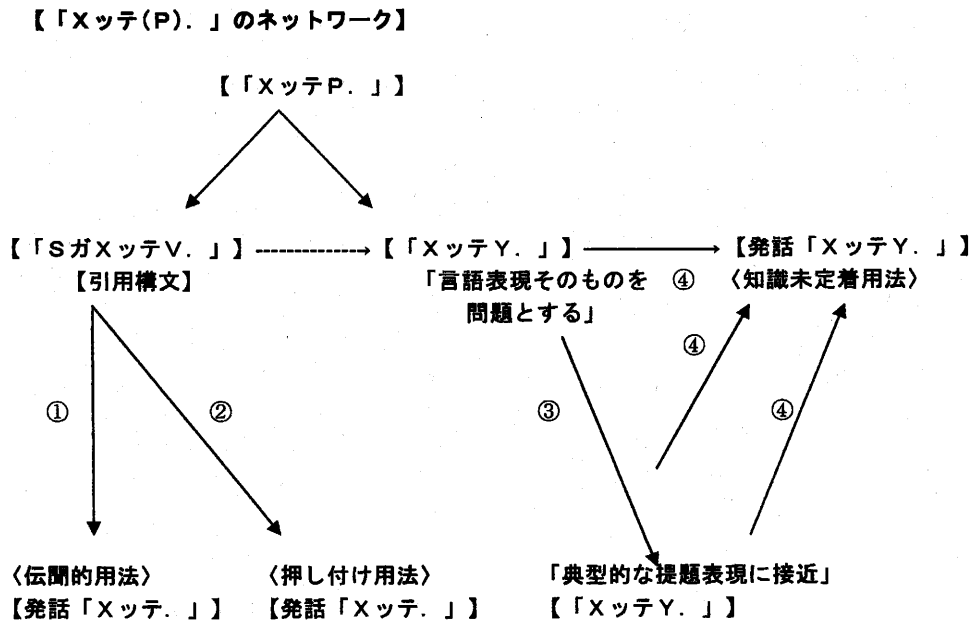 【「Xッテ(P).」のネットワーク】
【「XッテP.」】
【「SガXッテV.」】 【「XッテY.」】 【発話「XッテY.」】
【引用構文】 「言語表現そのものを ④ 〈知識未定着用法〉
問題とする」
④
① ② ③ ④
〈伝聞的用法〉 〈押し付け用法〉 「典型的な提題表現に接近」
【発話「Xッテ.」】 【発話「Xッテ.」】 【「XッテY.」】